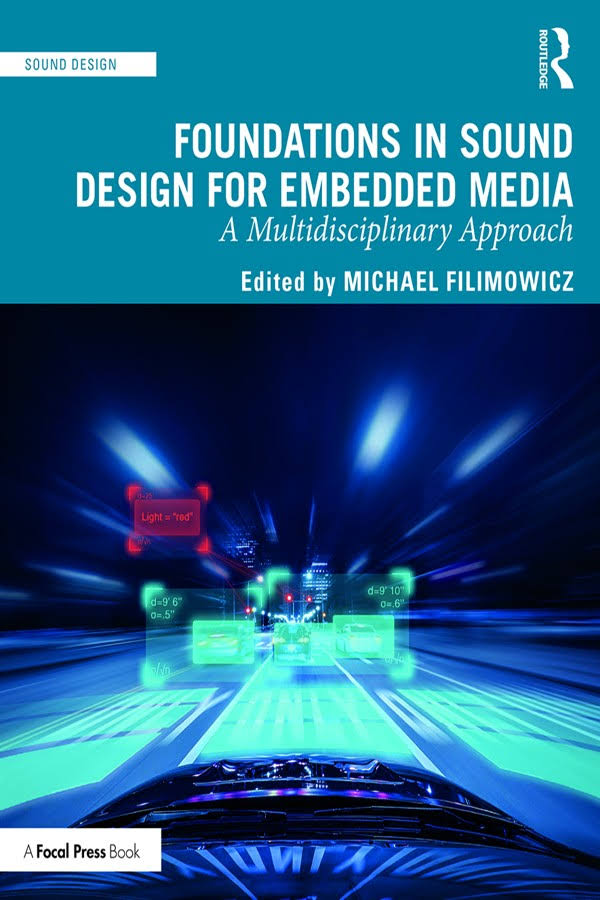 ROUTLEDGE
SOUND DESIGN
FOUNDATIONS IN SOUND
DESIGN FOR EMBEDDED MEDIA
A Multidisciplinary Approach
Edited by MICHAEL FILIMOWICZ
Light = "red"
d=9' 6"
σ=.5"
d=9' 10"
σ=.6"
ONLY
A Focal Press Book